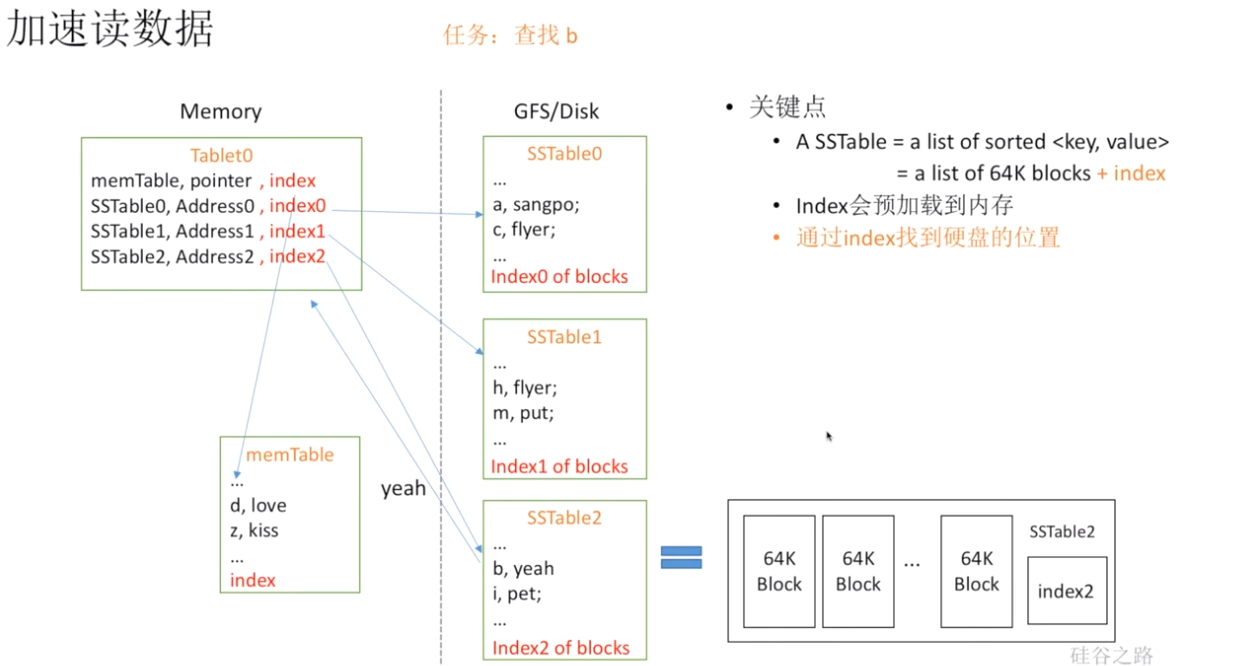 加速读数据
任务：查找 b
Memory
Tablet0
memTable, pointer , index
SSTable0, Address0 , index0
SSTable1, Address1 , index1
SSTable2, Address2 , index2
memTable
...
d, love
z, kiss
...
index
yeah
GFS/Disk
SSTable0
...
a, sangpo;
c, flyer;
...
Index0 of blocks
SSTable1
...
h, flyer;
m, put;
...
Index1 of blocks
SSTable2
...
b, yeah
i, pet;
...
Index2 of blocks
• 关键点
• A SSTable = a list of sorted <key, value>
= a list of 64K blocks + index
• Index会预加载到内存
• 通过index找到硬盘的位置
64K
Block
64K
Block
...
64K
Block
SSTable2
index2
硅谷之路